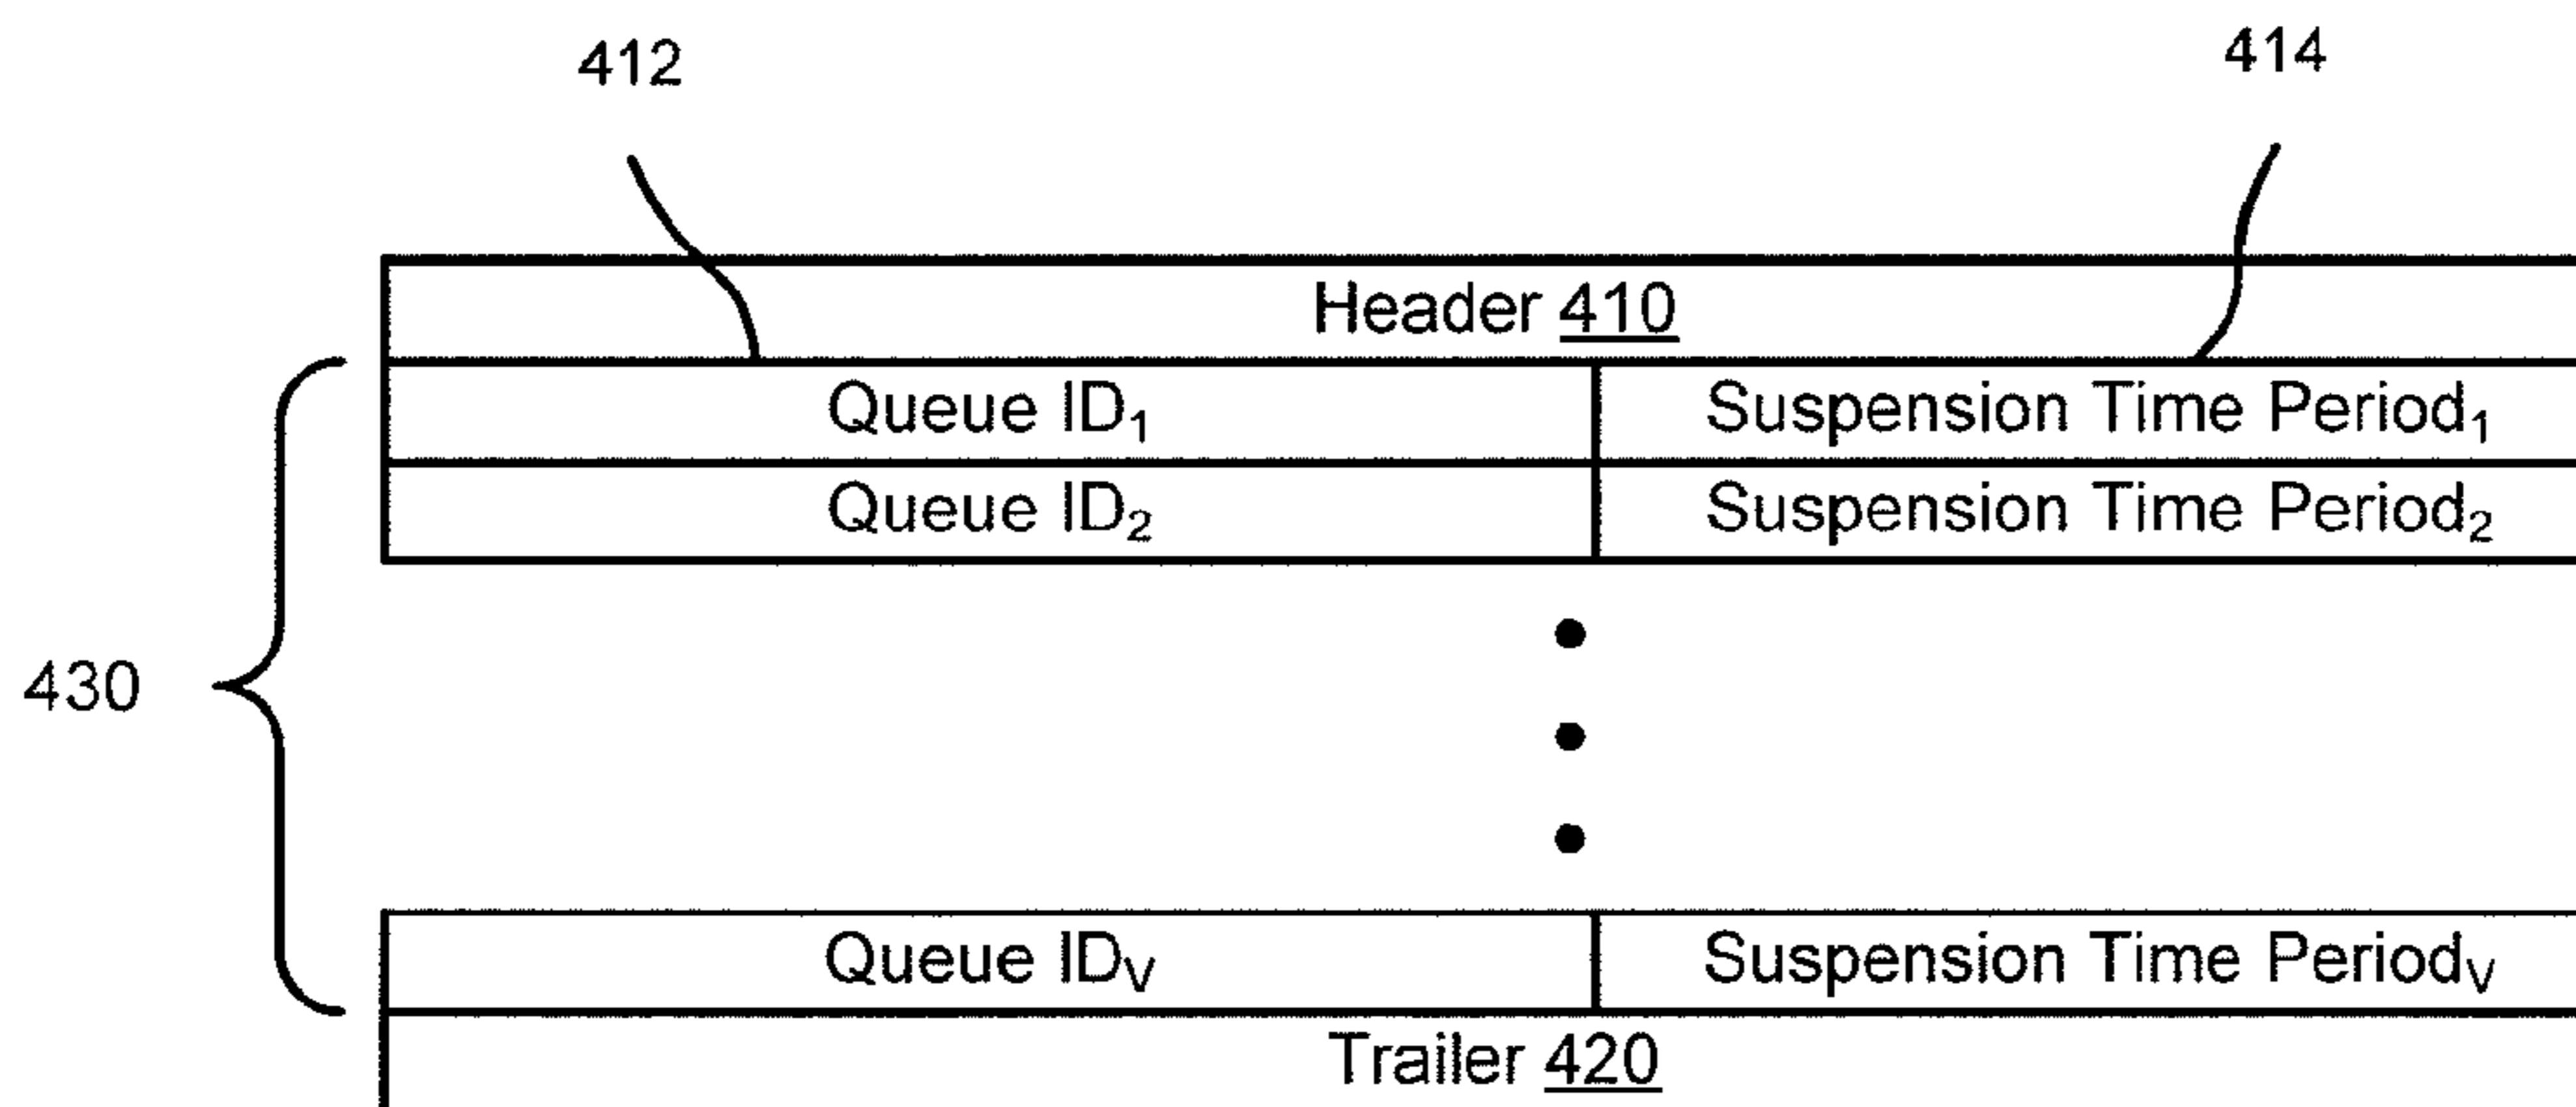 412 414
Header 410
Queue ID₁ Suspension Time Period₁
Queue ID₂ Suspension Time Period₂
430
Queue IDᵥ Suspension Time Periodᵥ
Trailer 420